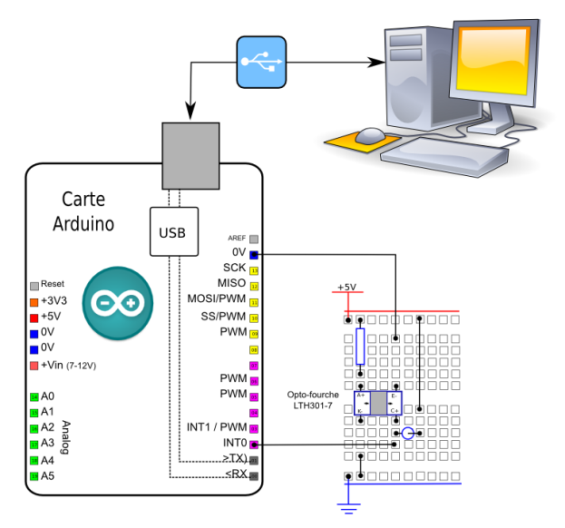 Carte
Arduino
USB
AREF
0V
SCK
MISO
MOSI/PWM
SS/PWM
PWM
PWM
PWM
INT1 / PWM
INT0
>TX)
<RX
Reset
+3V3
+5V
0V
0V
+Vin (7-12V)
A0
A1
A2
A3
A4
A5
Analog
+5V
Opto-fourche
LTH301-7
A+
E-
K-
C+